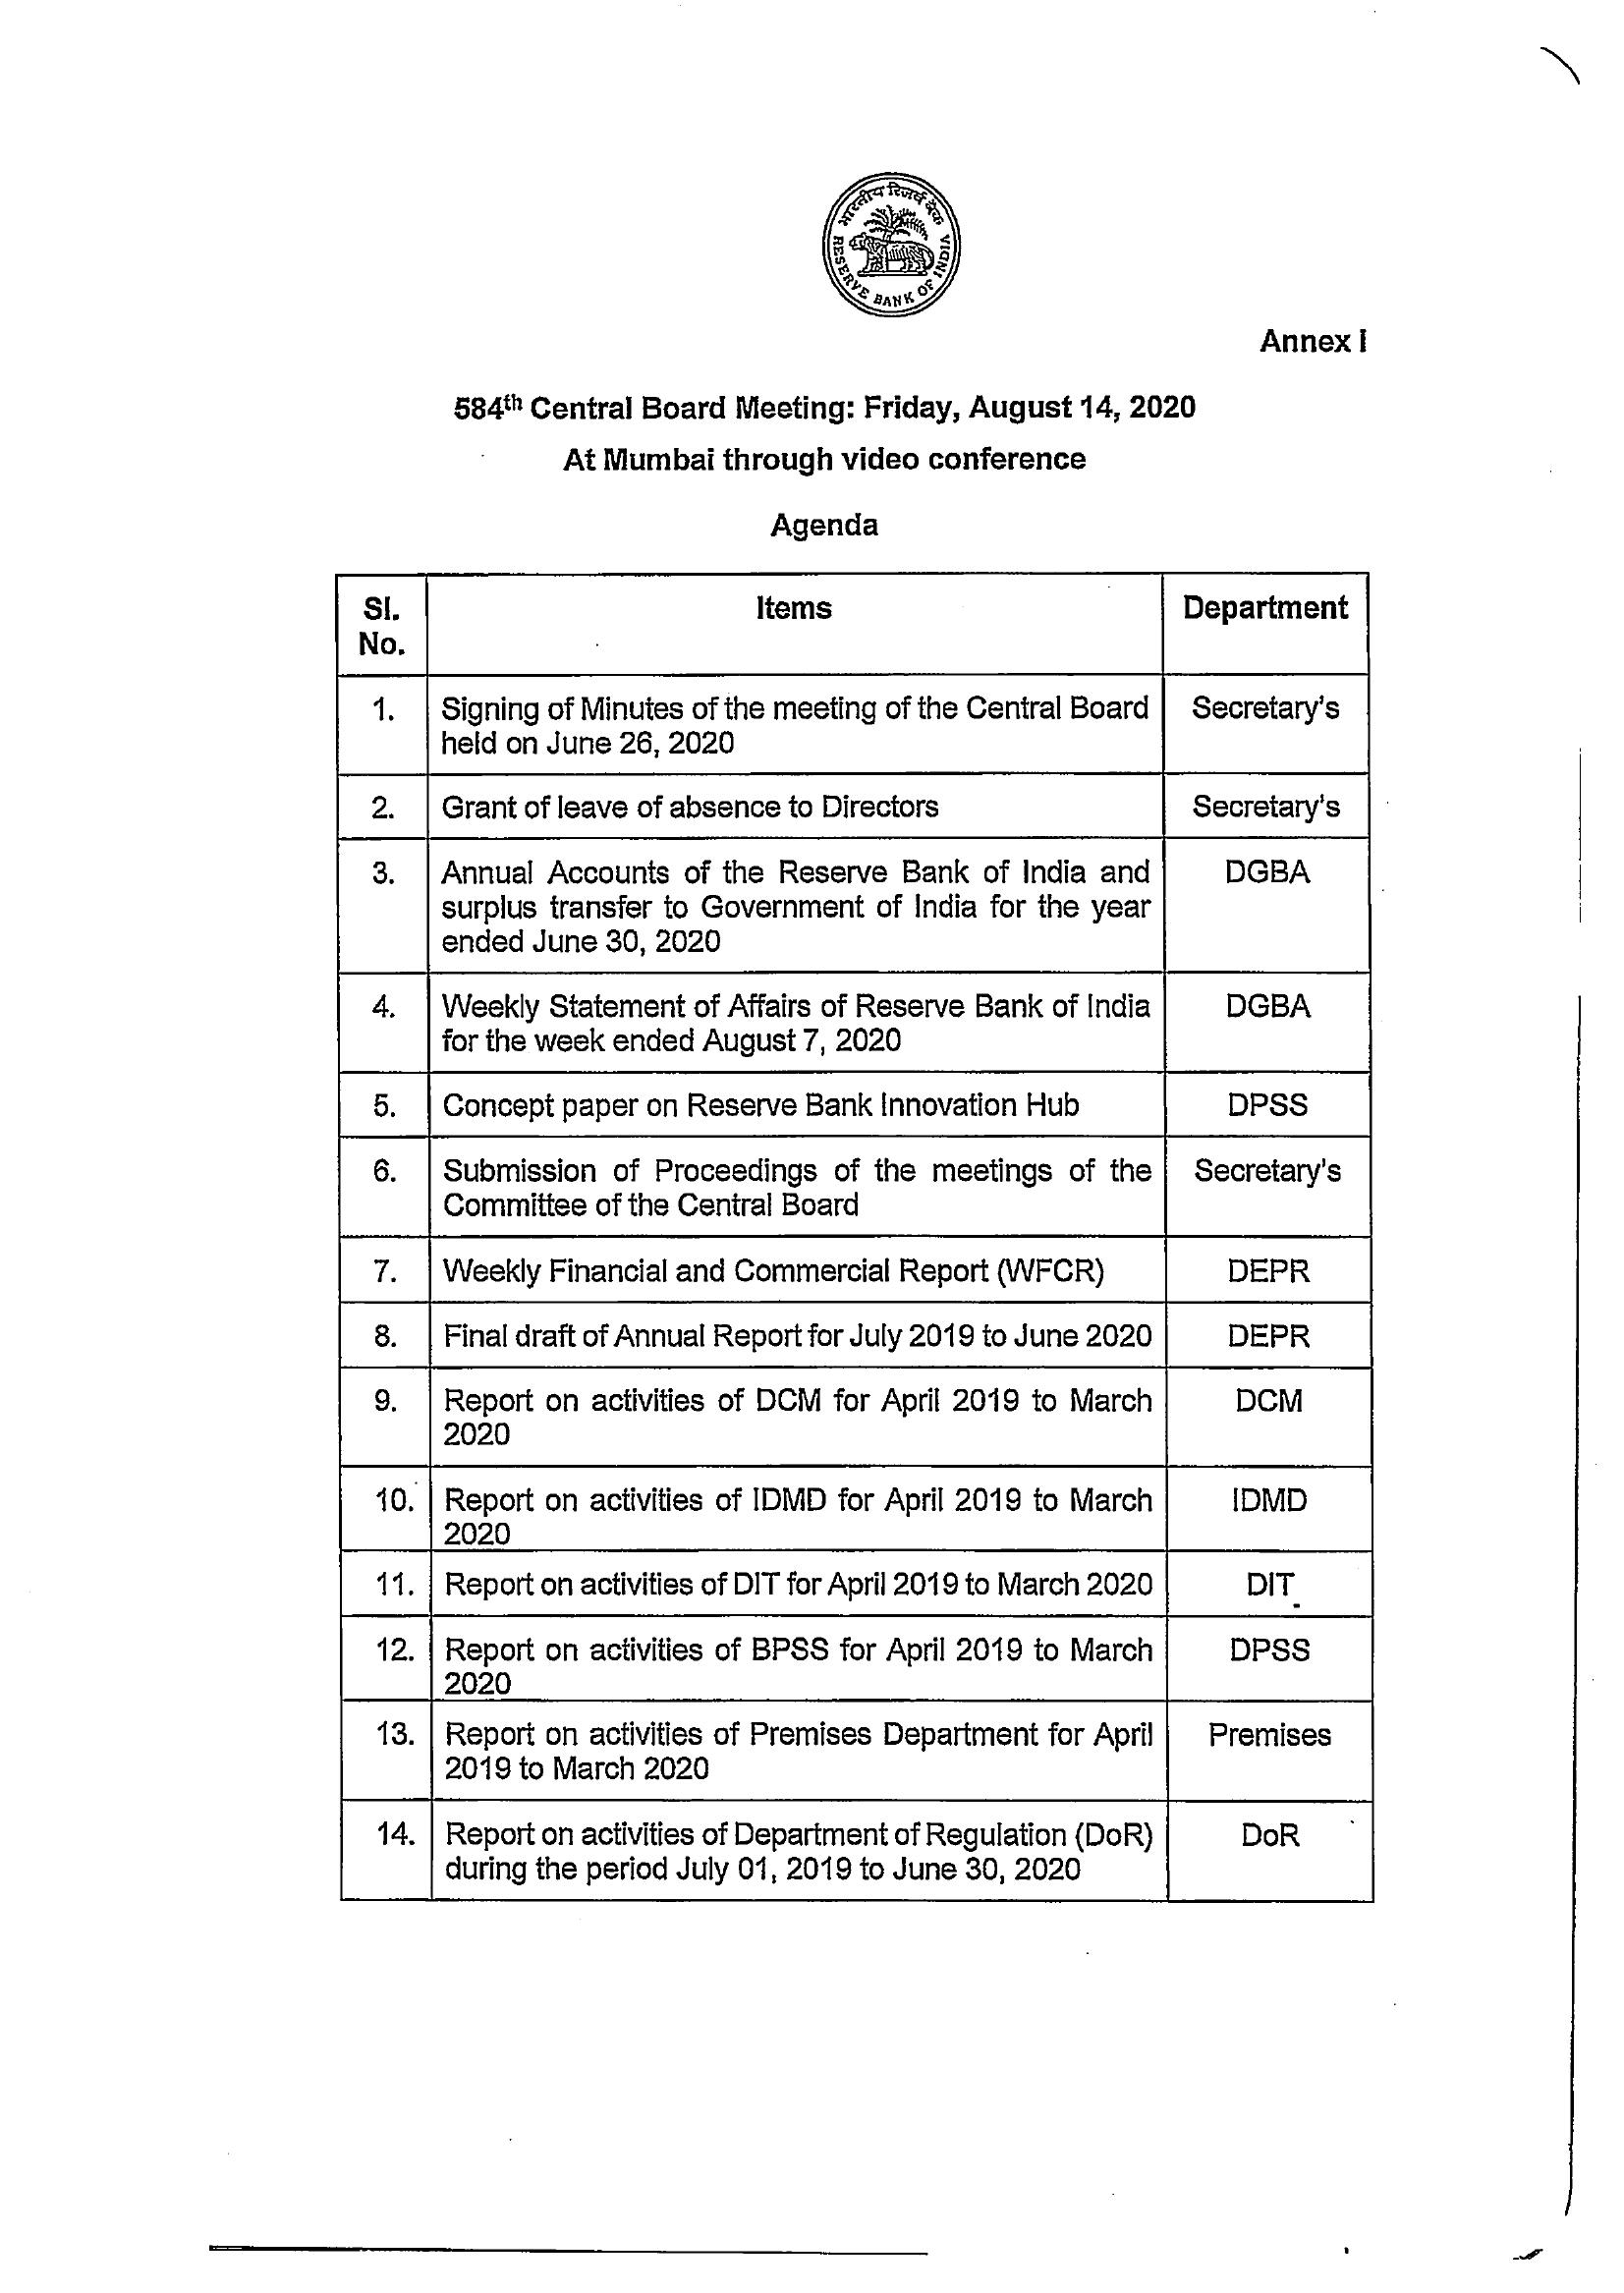 भारतीय रिज़र्व बैंक
RESERVE BANK OF INDIA
Annex I
584th Central Board Meeting: Friday, August 14, 2020
At Mumbai through video conference
Agenda
Sl. No. Items Department
1. Signing of Minutes of the meeting of the Central Board Secretary's
held on June 26, 2020
2. Grant of leave of absence to Directors Secretary's
3. Annual Accounts of the Reserve Bank of India and DGBA
surplus transfer to Government of India for the year
ended June 30, 2020
4. Weekly Statement of Affairs of Reserve Bank of India DGBA
for the week ended August 7, 2020
5. Concept paper on Reserve Bank Innovation Hub DPSS
6. Submission of Proceedings of the meetings of the Secretary's
Committee of the Central Board
7. Weekly Financial and Commercial Report (WFCR) DEPR
8. Final draft of Annual Report for July 2019 to June 2020 DEPR
9. Report on activities of DCM for April 2019 to March DCM
2020
10. Report on activities of IDMD for April 2019 to March IDMD
2020
11. Report on activities of DIT for April 2019 to March 2020 DIT
12. Report on activities of BPSS for April 2019 to March DPSS
2020
13. Report on activities of Premises Department for April Premises
2019 to March 2020
14. Report on activities of Department of Regulation (DoR) DoR
during the period July 01, 2019 to June 30, 2020